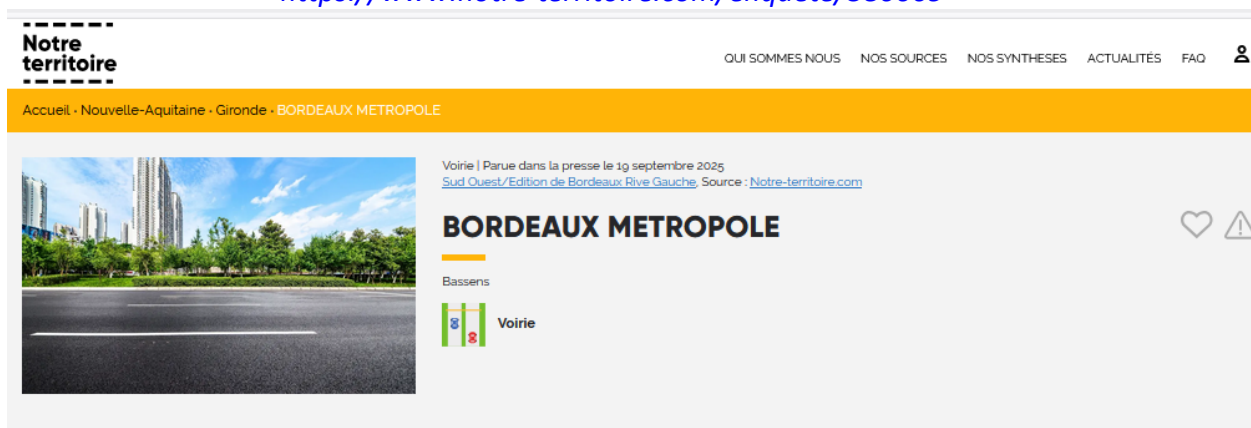 Notre
territoire
QUI SOMMES NOUS NOS SOURCES NOS SYNTHESES ACTUALITÉS FAQ
Accueil • Nouvelle-Aquitaine • Gironde • BORDEAUX METROPOLE
Voirie | Parue dans la presse le 19 septembre 2025
Sud Ouest/Edition de Bordeaux Rive Gauche, Source : Notre-territoire.com
BORDEAUX METROPOLE
Bassens
Voirie